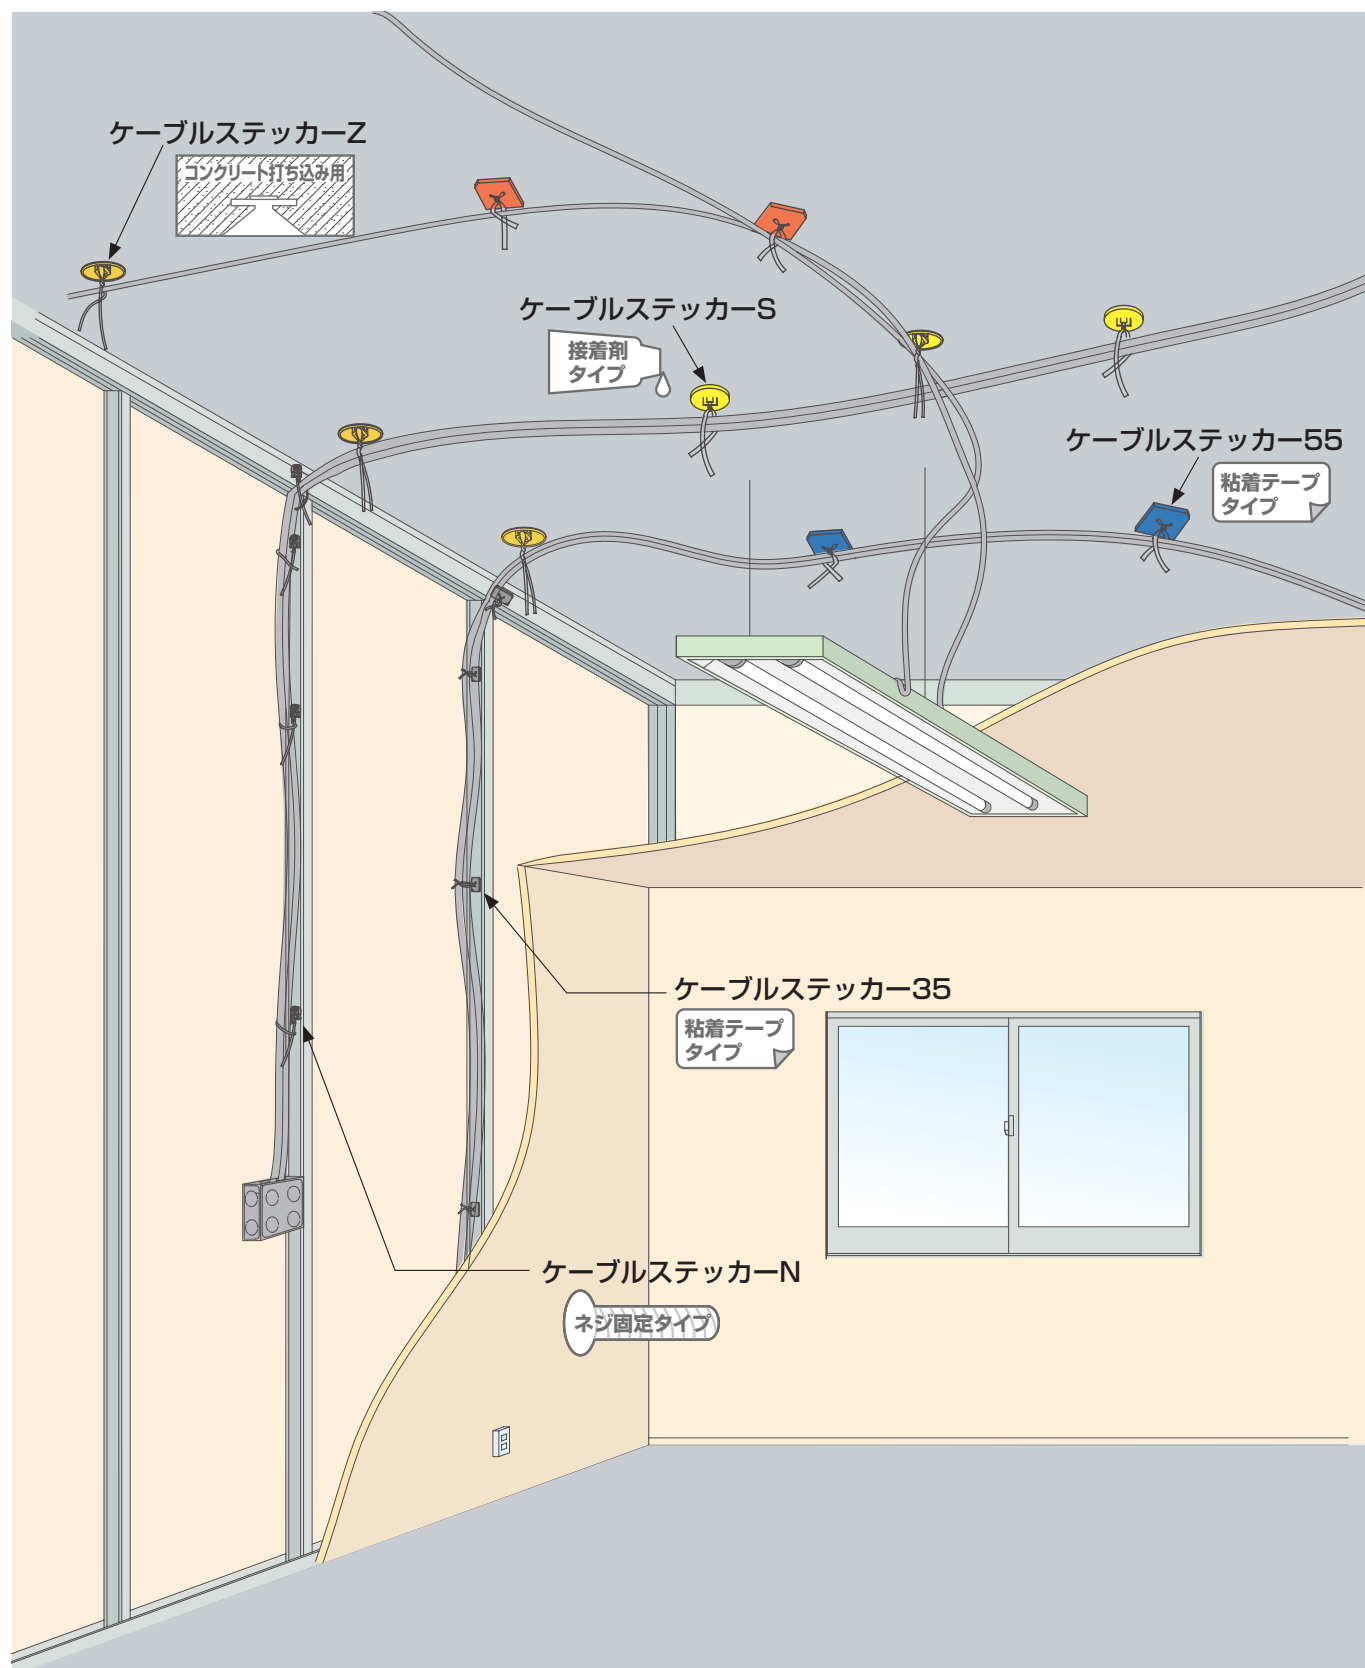 ケーブルステッカーZ
コンクリート打ち込み用
ケーブルステッカーS
接着剤
タイプ
ケーブルステッカー55
粘着テープ
タイプ
ケーブルステッカー35
粘着テープ
タイプ
ケーブルステッカーN
ネジ固定タイプ